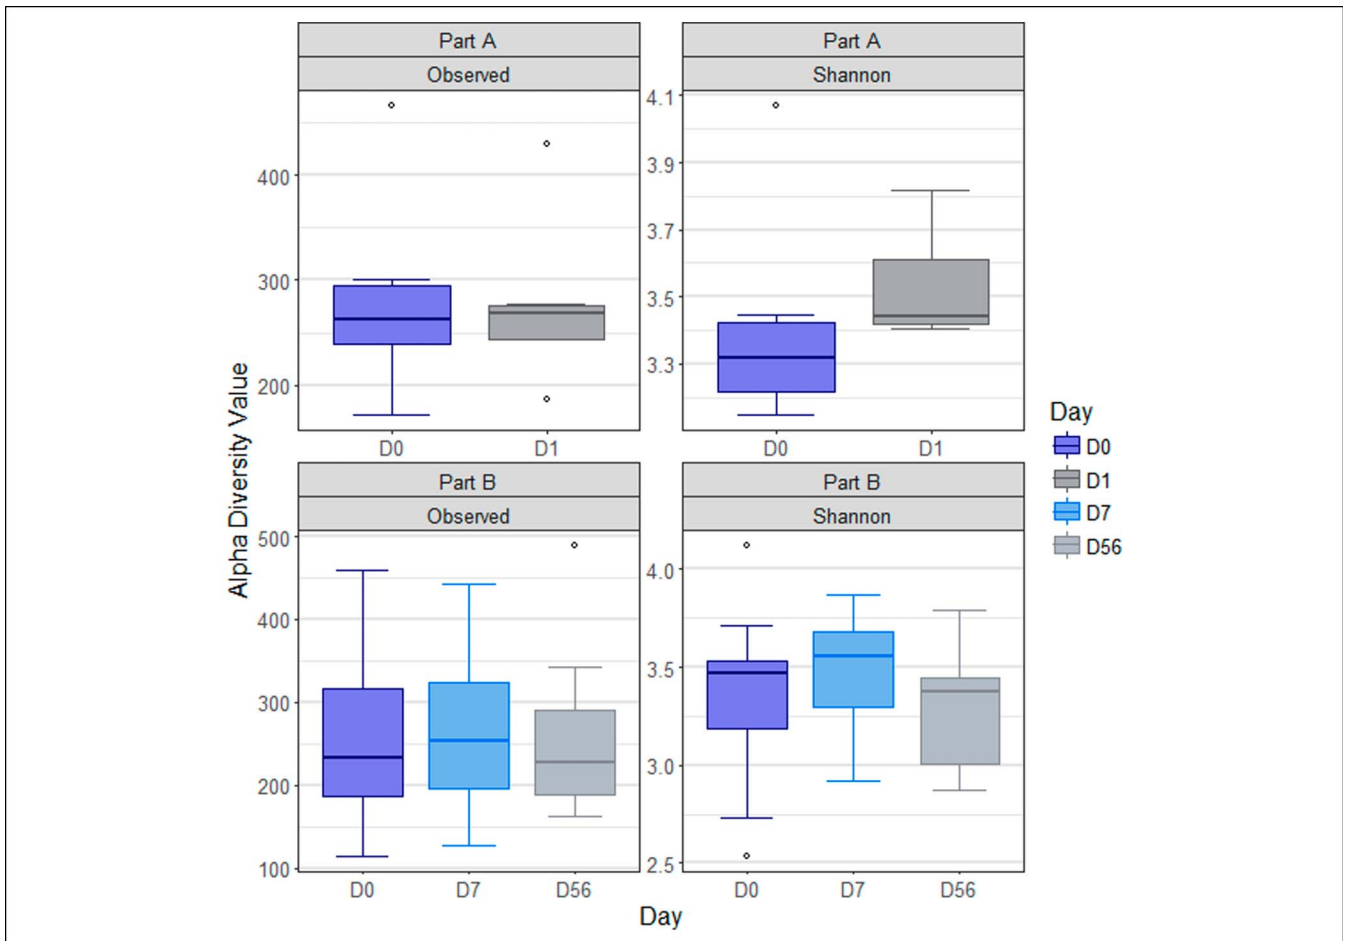 Part A
Observed
Part A
Shannon
400
300
200
4.1
3.9
3.7
3.5
3.3
D0
D1
D0
D1
Alpha Diversity Value
Part B
Observed
Part B
Shannon
500
400
300
200
100
4.0
3.5
3.0
2.5
D0
D7
D56
D0
D7
D56
Day
Day
D0
D1
D7
D56